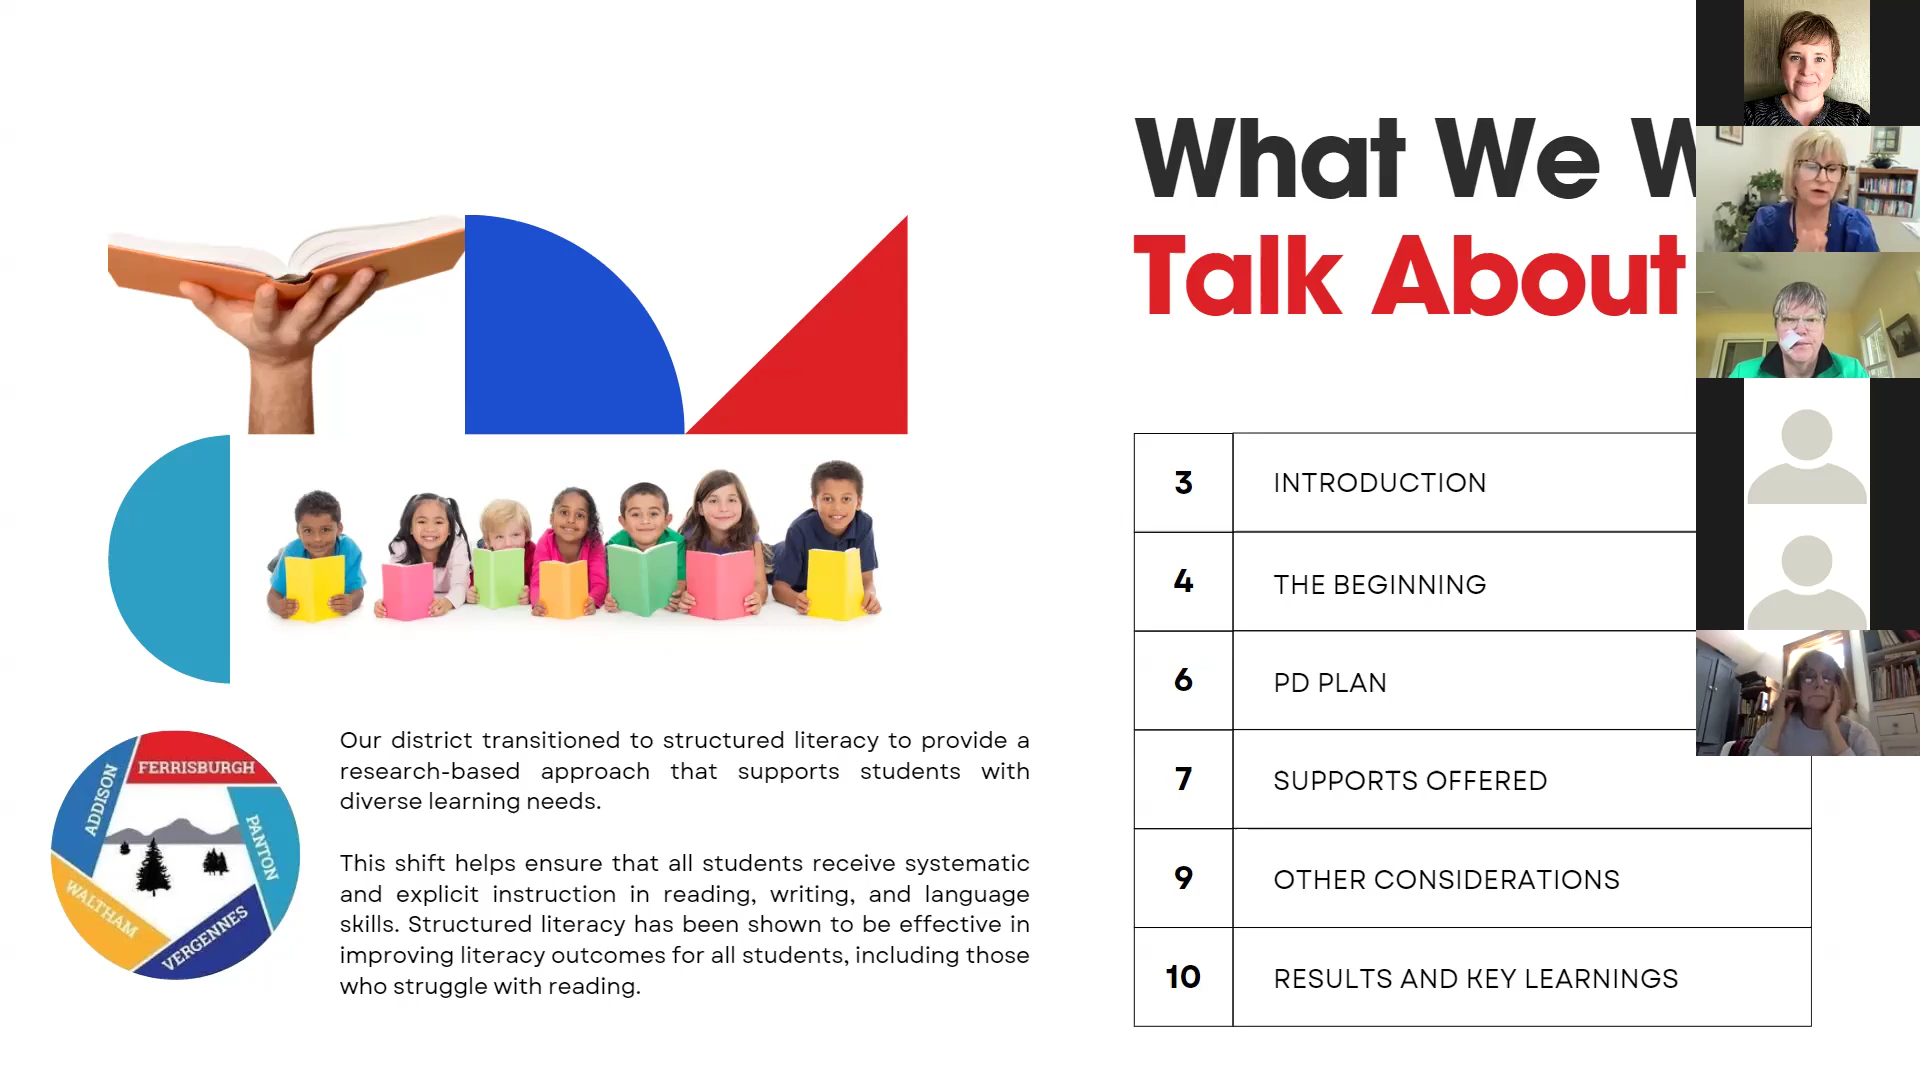 What We W
Talk About
3 INTRODUCTION
4 THE BEGINNING
6 PD PLAN
7 SUPPORTS OFFERED
9 OTHER CONSIDERATIONS
10 RESULTS AND KEY LEARNINGS
FERRISBURGH
ADDISON
PANTON
WALTHAM
VERGENNES
Our district transitioned to structured literacy to provide a
research-based approach that supports students with
diverse learning needs.
This shift helps ensure that all students receive systematic
and explicit instruction in reading, writing, and language
skills. Structured literacy has been shown to be effective in
improving literacy outcomes for all students, including those
who struggle with reading.